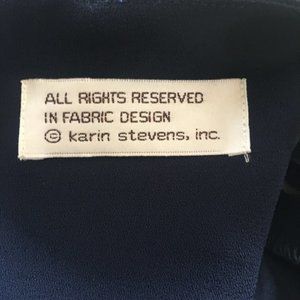 ALL RIGHTS RESERVED
IN FABRIC DESIGN
© karin stevens, inc.